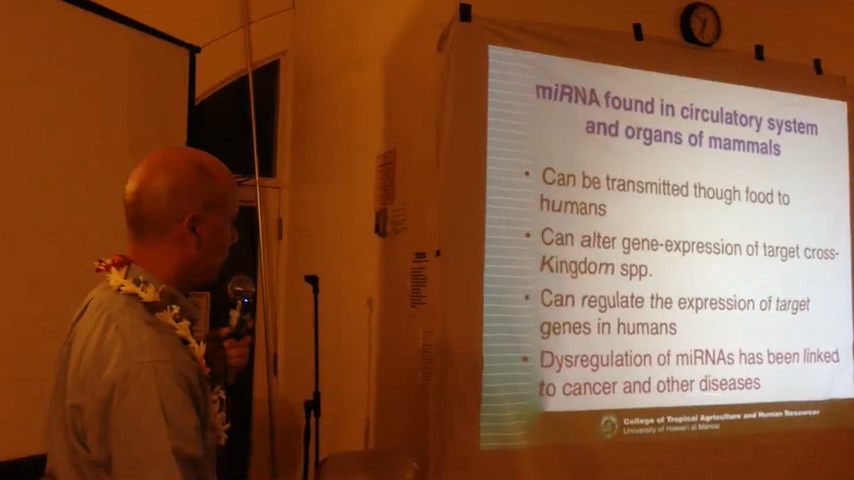 miRNA found in circulatory system
and organs of mammals
• Can be transmitted though food to
humans
• Can alter gene-expression of target cross-
Kingdom spp.
• Can regulate the expression of target
genes in humans
• Dysregulation of miRNAs has been linked
to cancer and other diseases
College of Tropical Agriculture and Human Resources
University of Hawai‘i at Mānoa